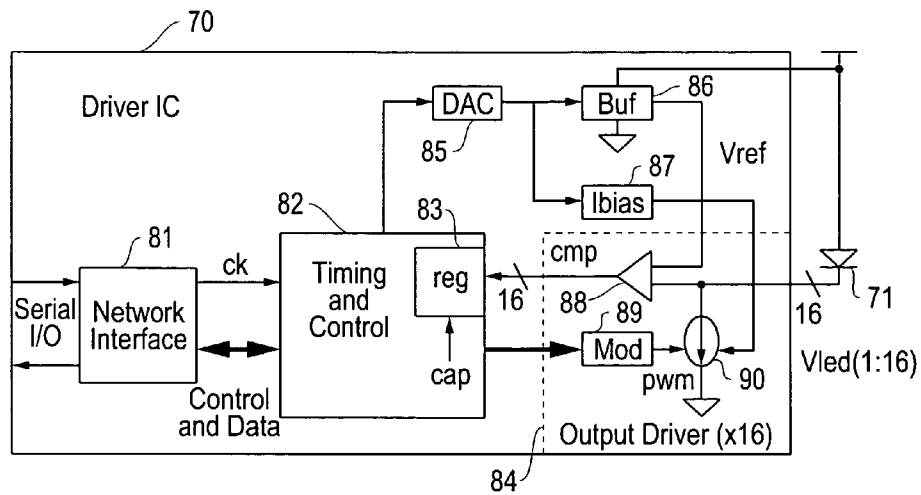 70
Driver IC
DAC
85
Buf
86
Vref
87
Ibias
82
83
81
ck
Timing
and
Control
reg
cap
cmp
16
88
89
Mod
pwm
90
16
71
Vled(1:16)
Serial
I/O
Network
Interface
Control
and Data
Output Driver (x16)
84